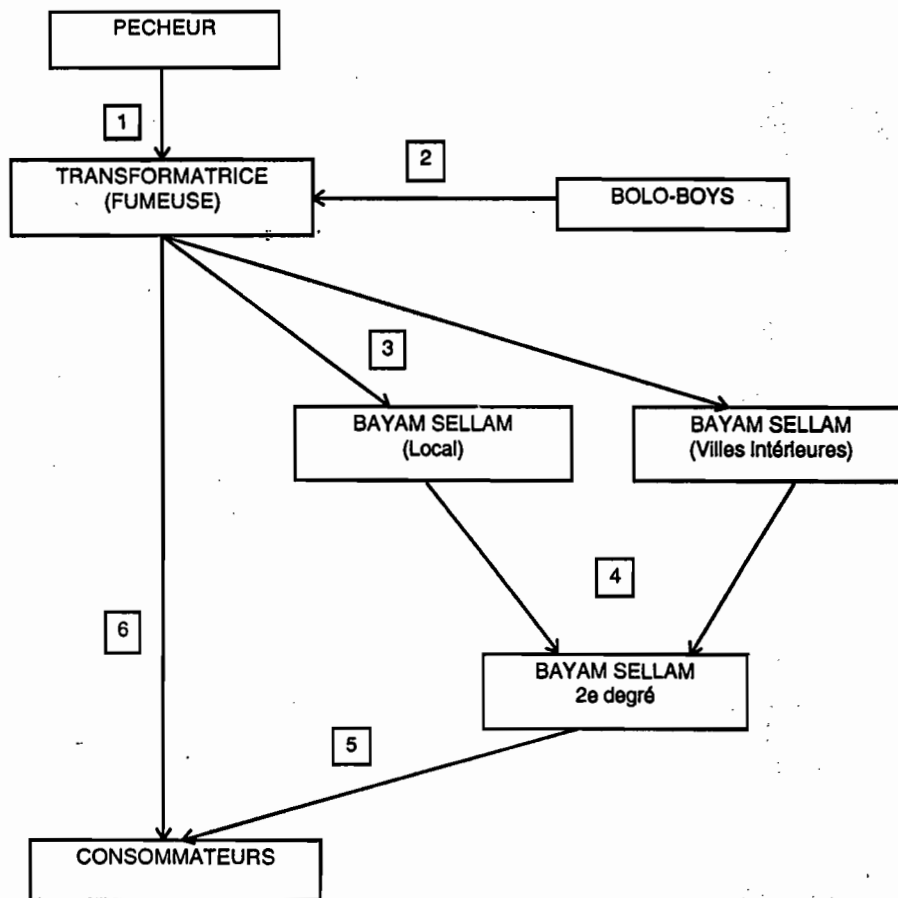 PECHEUR
1
2
TRANSFORMATRICE
(FUMEUSE)
BOLO-BOYS
3
BAYAM SELLAM
(Local)
BAYAM SELLAM
(Villes Intérieures)
4
6
BAYAM SELLAM
2e degré
5
CONSOMMATEURS